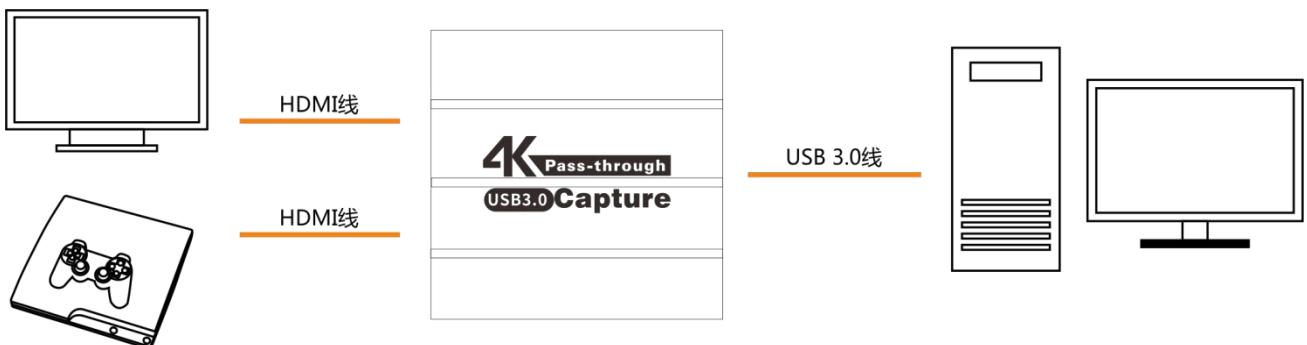 HDMI线
4K Pass-through
USB3.0 Capture
USB 3.0线
HDMI线